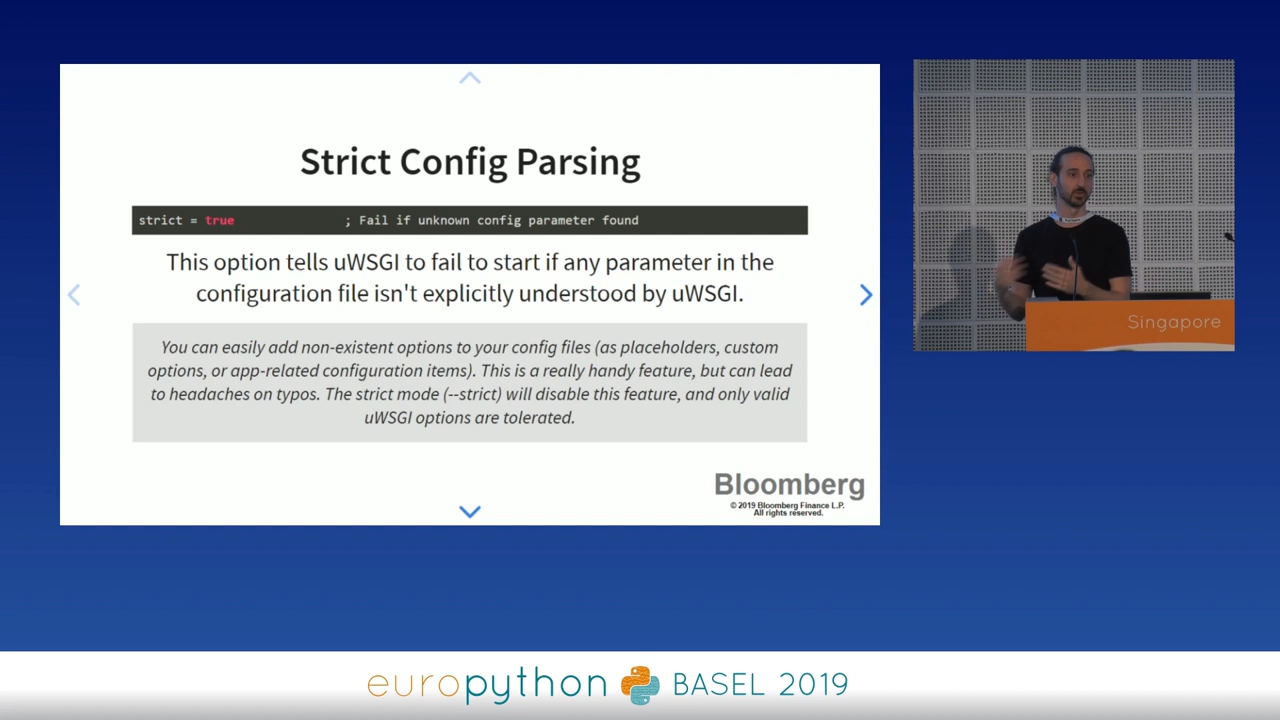 Strict Config Parsing
strict = true ; Fail if unknown config parameter found
This option tells uWSGI to fail to start if any parameter in the
configuration file isn't explicitly understood by uWSGI.
You can easily add non-existent options to your config files (as placeholders, custom
options, or app-related configuration items). This is a really handy feature, but can lead
to headaches on typos. The strict mode (--strict) will disable this feature, and only valid
uWSGI options are tolerated.
Bloomberg
© 2019 Bloomberg Finance L.P.
All rights reserved.
Singapore
europython BASEL 2019